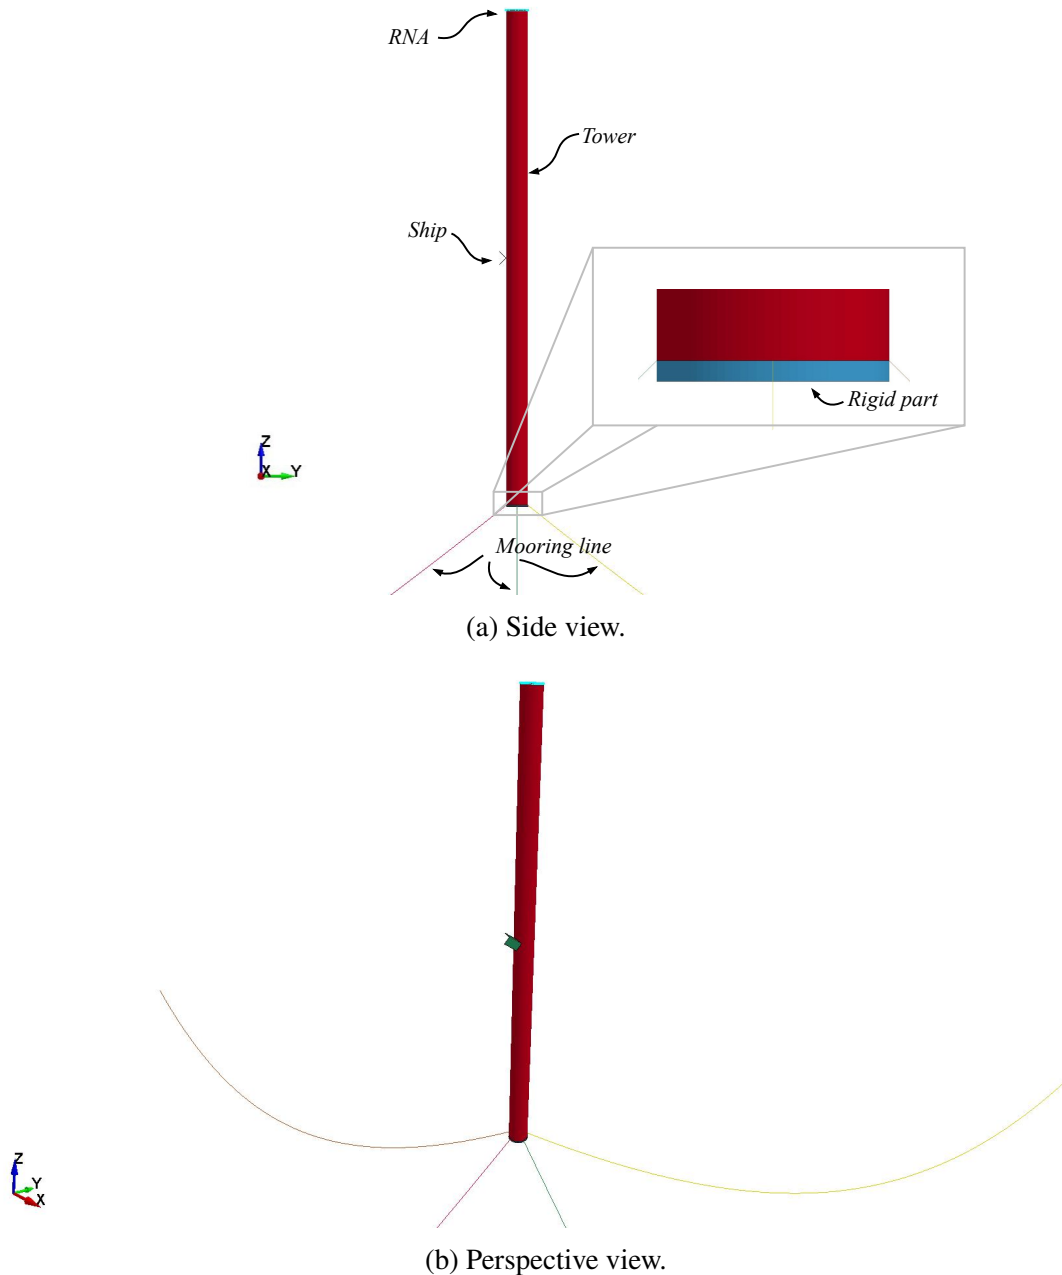 RNA
Tower
Ship
Rigid part
Z
X
Y
Mooring line
(a) Side view.
Z
Y
X
(b) Perspective view.